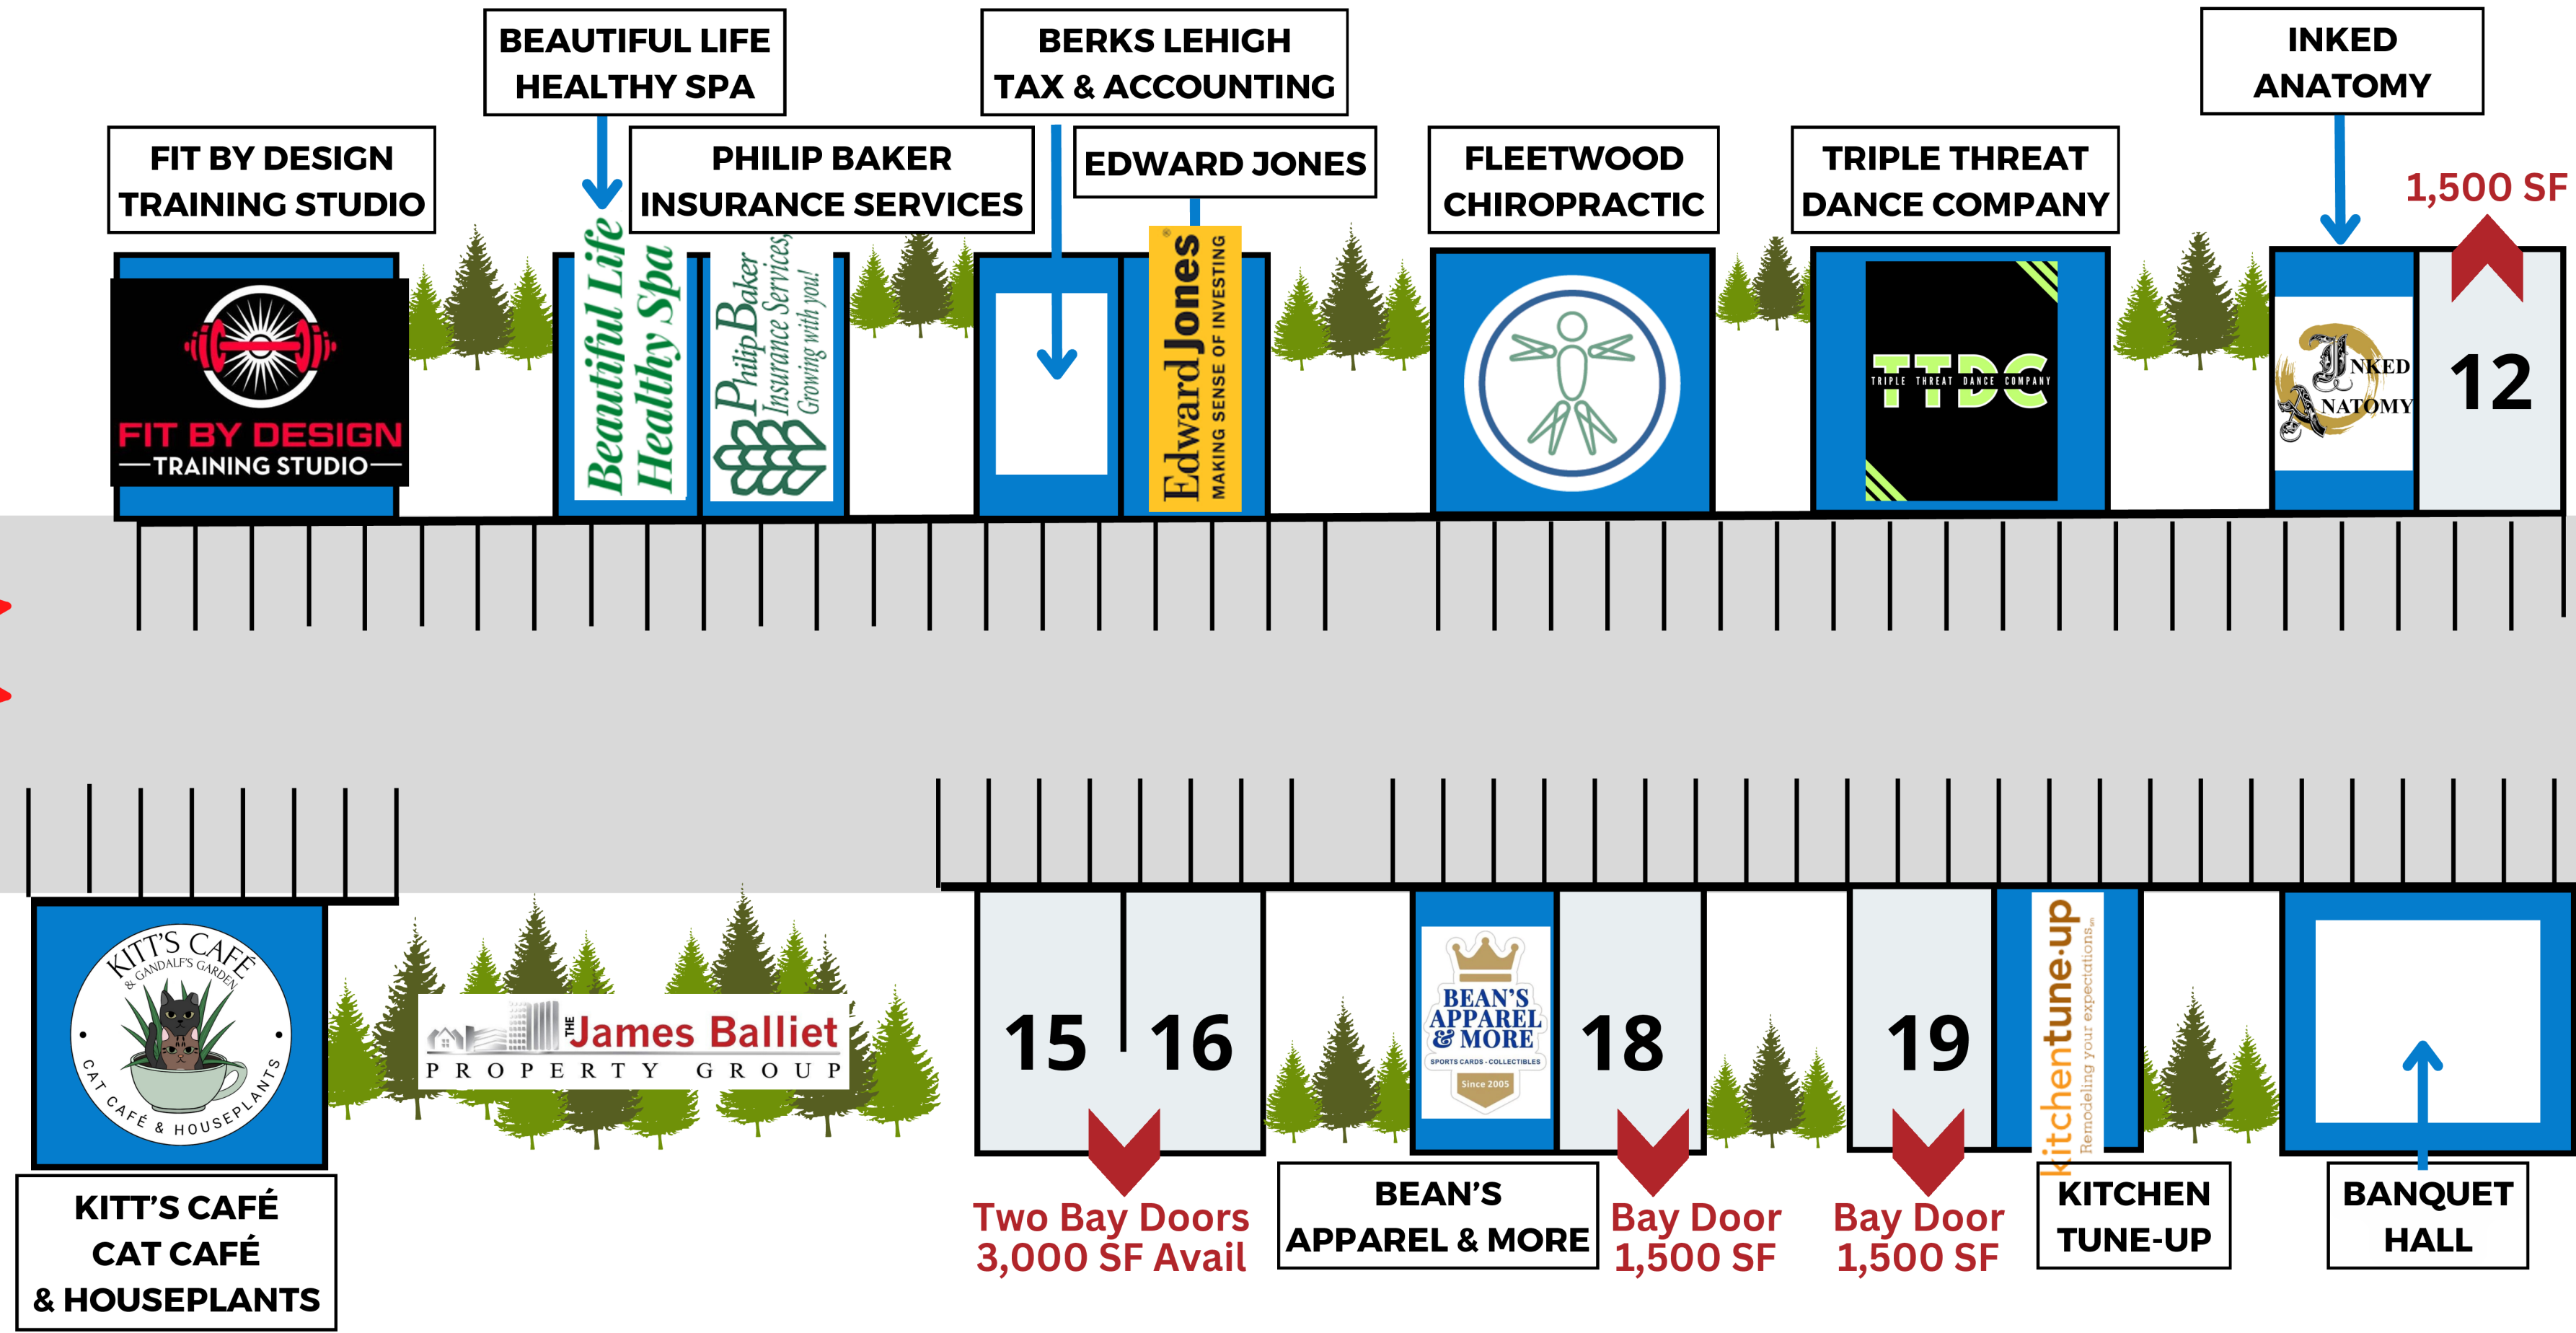 BEAUTIFUL LIFE
HEALTHY SPA
BERKS LEHIGH
TAX & ACCOUNTING
INKED
ANATOMY
FIT BY DESIGN
TRAINING STUDIO
PHILIP BAKER
INSURANCE SERVICES
EDWARD JONES
FLEETWOOD
CHIROPRACTIC
TRIPLE THREAT
DANCE COMPANY
1,500 SF
FIT BY DESIGN
TRAINING STUDIO
Beautiful Life
Healthy Spa
Philip Baker
Insurance Services,
Growing with you!
Edward Jones®
MAKING SENSE OF INVESTING
TTDC
TRIPLE THREAT DANCE COMPANY
INKED
ANATOMY
12
KITT'S CAFÉ
& GANDALF'S GARDEN
CAT CAFÉ & HOUSEPLANTS
THE James Balliet
PROPERTY GROUP
15
16
BEAN'S
APPAREL
& MORE
SPORTS CARDS - COLLECTIBLES
Since 2005
18
19
kitchentune·up
Remodeling your expectations
KITT'S CAFÉ
CAT CAFÉ
& HOUSEPLANTS
Two Bay Doors
3,000 SF Avail
BEAN'S
APPAREL & MORE
Bay Door
1,500 SF
Bay Door
1,500 SF
KITCHEN
TUNE-UP
BANQUET
HALL